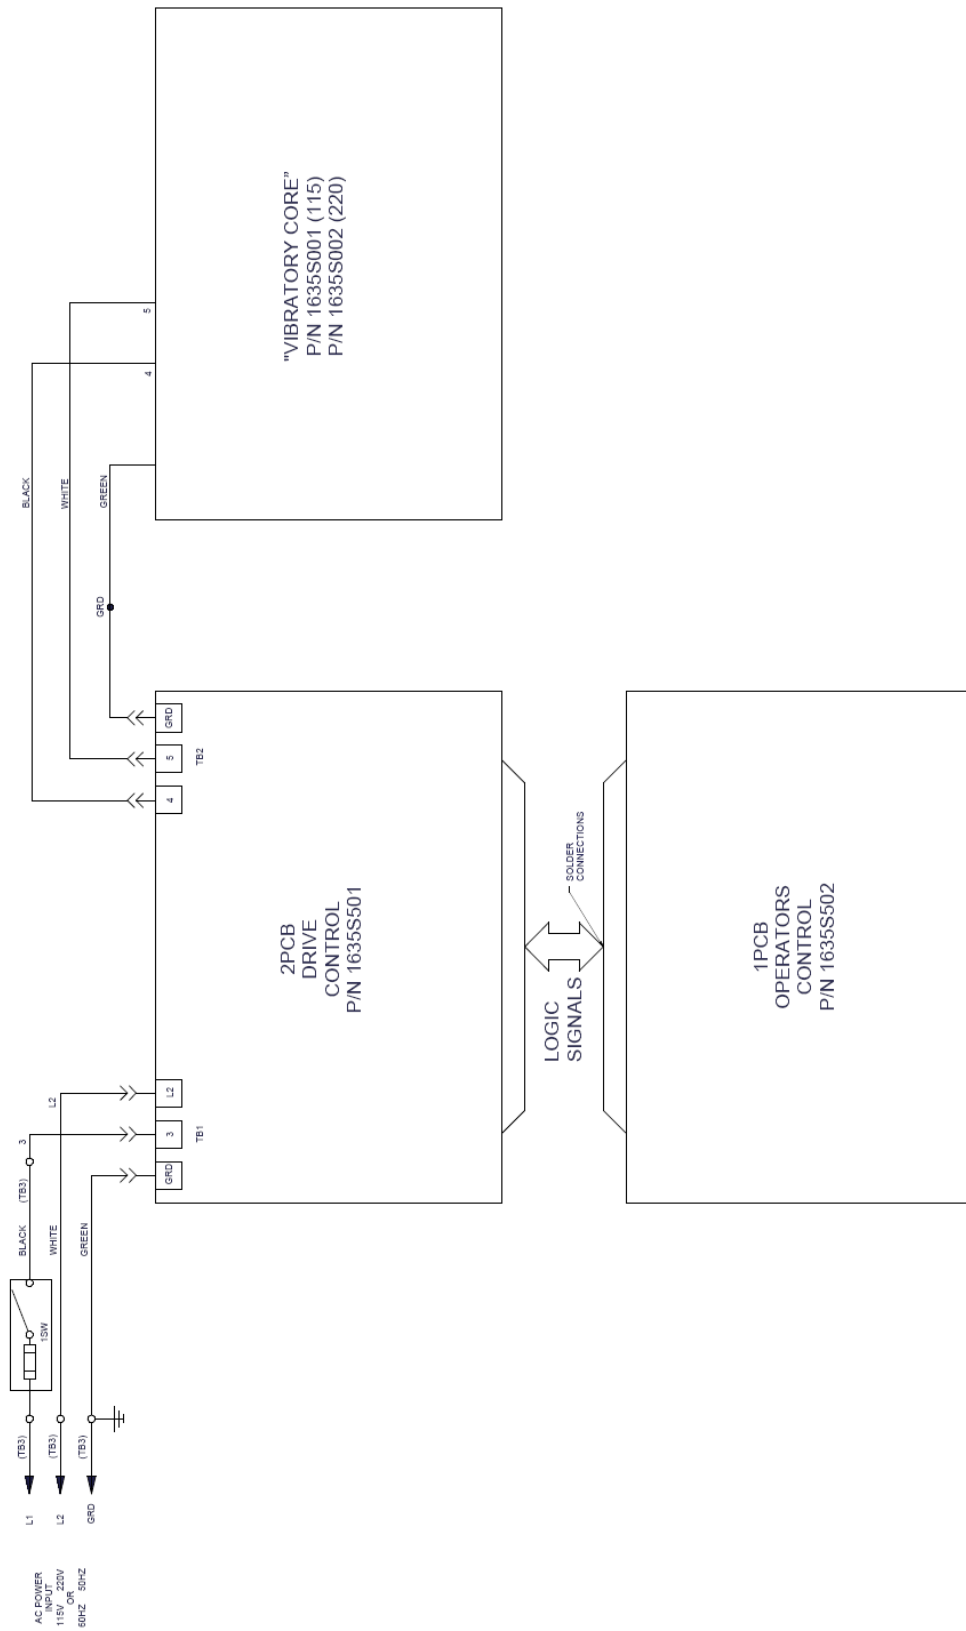 AC POWER
INPUT
115V 220V
OR
60HZ 50HZ
L1
L2
GRD
(TB3)
(TB3)
(TB3)
1SW
BLACK
WHITE
GREEN
(TB3)
3
L2
GRD
3
L2
TB1
2PCB
DRIVE
CONTROL
P/N 1635S501
4
5
GRD
TB2
BLACK
WHITE
GREEN
GRD
4
5
"VIBRATORY CORE"
P/N 1635S001 (115)
P/N 1635S002 (220)
LOGIC
SIGNALS
SOLDER
CONNECTIONS
1PCB
OPERATORS
CONTROL
P/N 1635S502